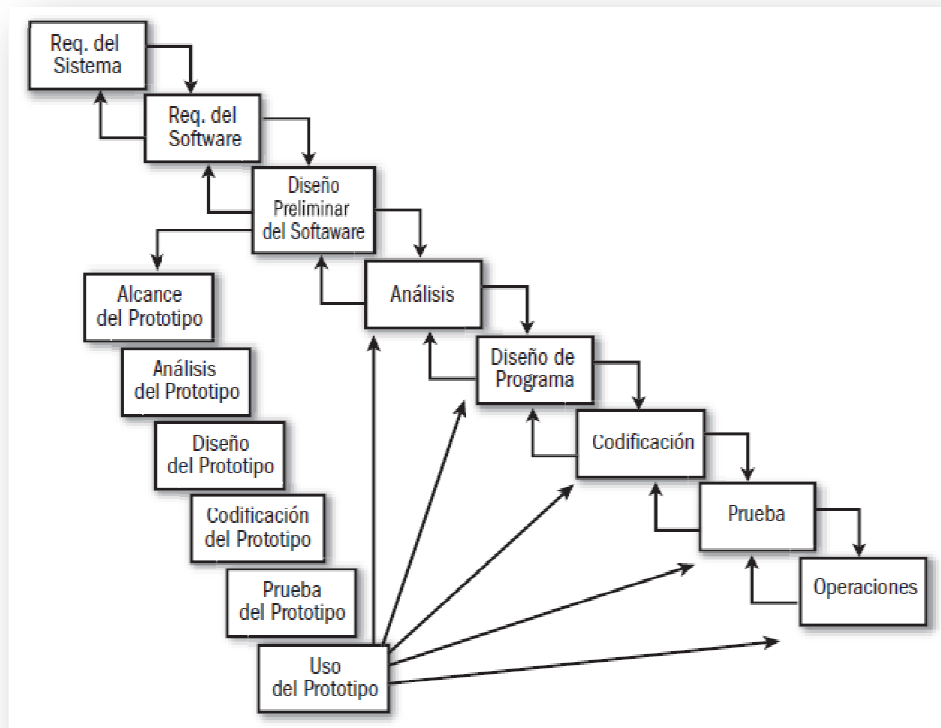 Req. del
Sistema
Req. del
Software
Diseño
Preliminar
del Softaware
Análisis
Diseño de
Programa
Codificación
Prueba
Operaciones
Alcance
del Prototipo
Análisis
del Prototipo
Diseño
del Prototipo
Codificación
del Prototipo
Prueba
del Prototipo
Uso
del Prototipo